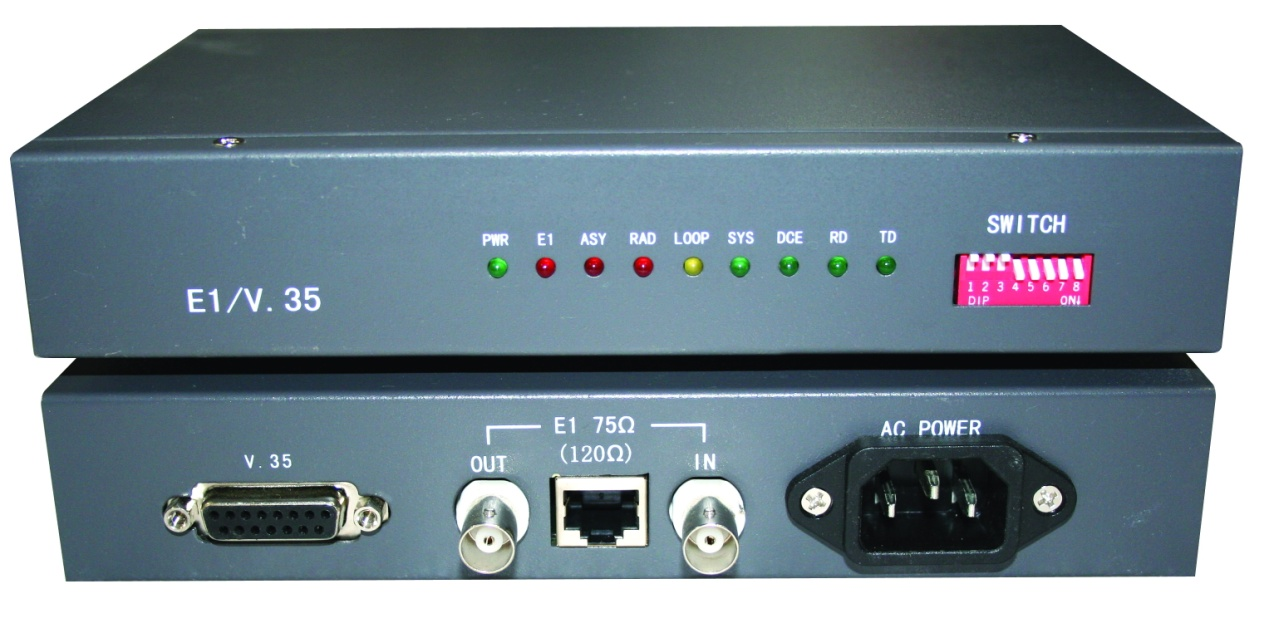 SWITCH
PWR E1 ASY RAD LOOP SYS DCE RD TD
1 2 3 4 5 6 7 8
DIP ON↓
E1/V.35
E1 75Ω
(120Ω)
AC POWER
V.35
OUT
IN